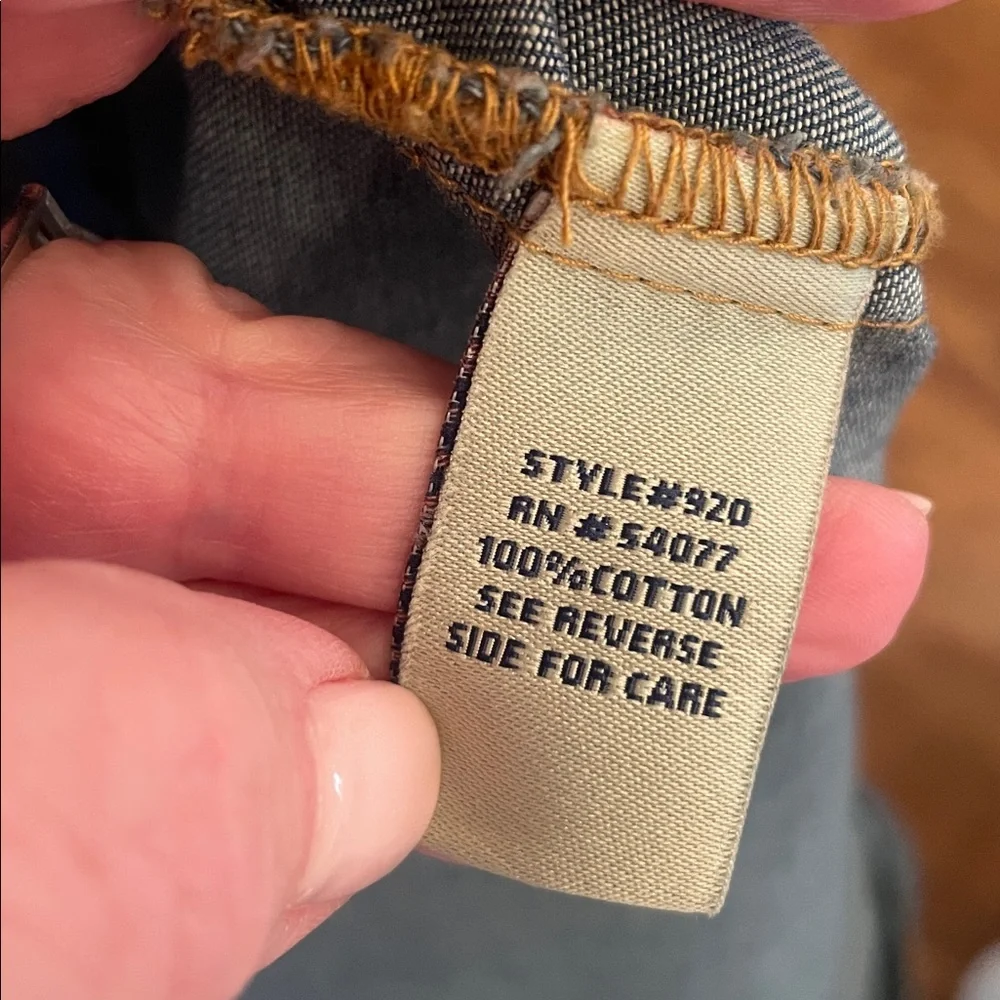 STYLE#920
RN # 54077
100%COTTON
SEE REVERSE
SIDE FOR CARE